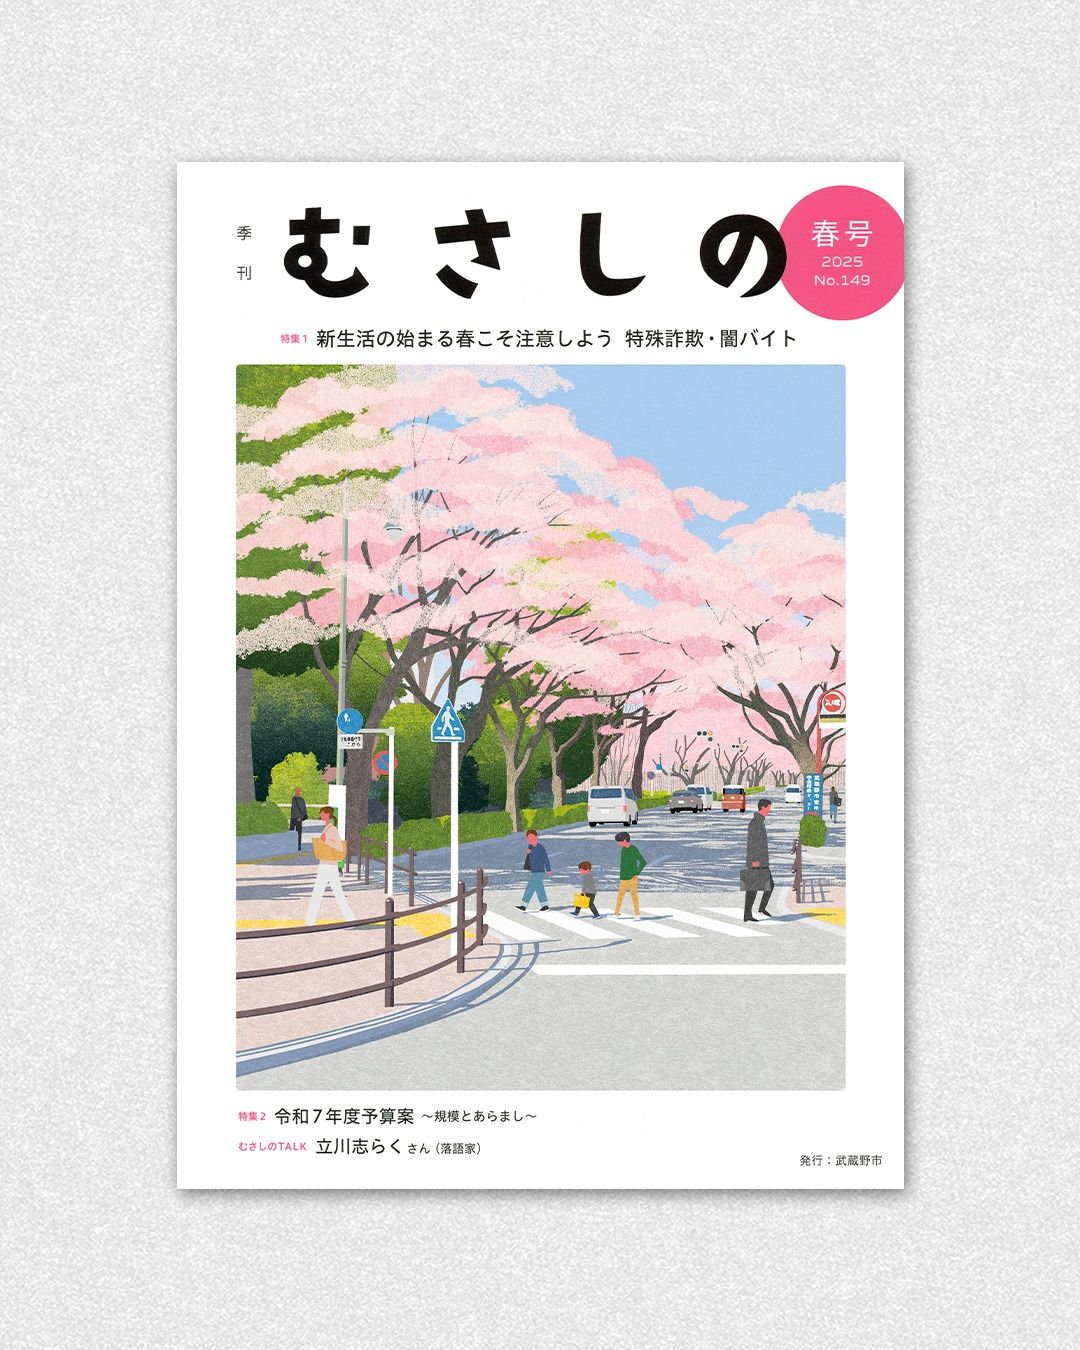 季刊
むさしの
春号
2025
No.149
特集1 新生活の始まる春こそ注意しよう 特殊詐欺・闇バイト
特集2 令和7年度予算案 〜規模とあらまし〜
むさしのTALK 立川志らくさん（落語家）
発行：武蔵野市